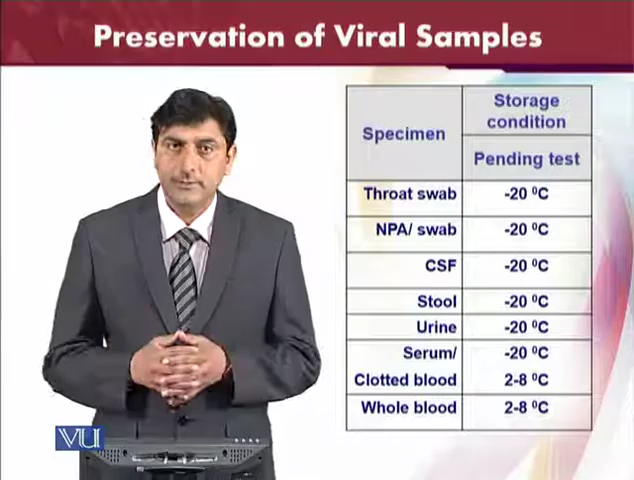 Preservation of Viral Samples
Specimen
Storage
condition
Pending test
Throat swab -20 ⁰C
NPA/ swab -20 ⁰C
CSF -20 ⁰C
Stool -20 ⁰C
Urine -20 ⁰C
Serum/ -20 ⁰C
Clotted blood 2-8 ⁰C
Whole blood 2-8 ⁰C
VU